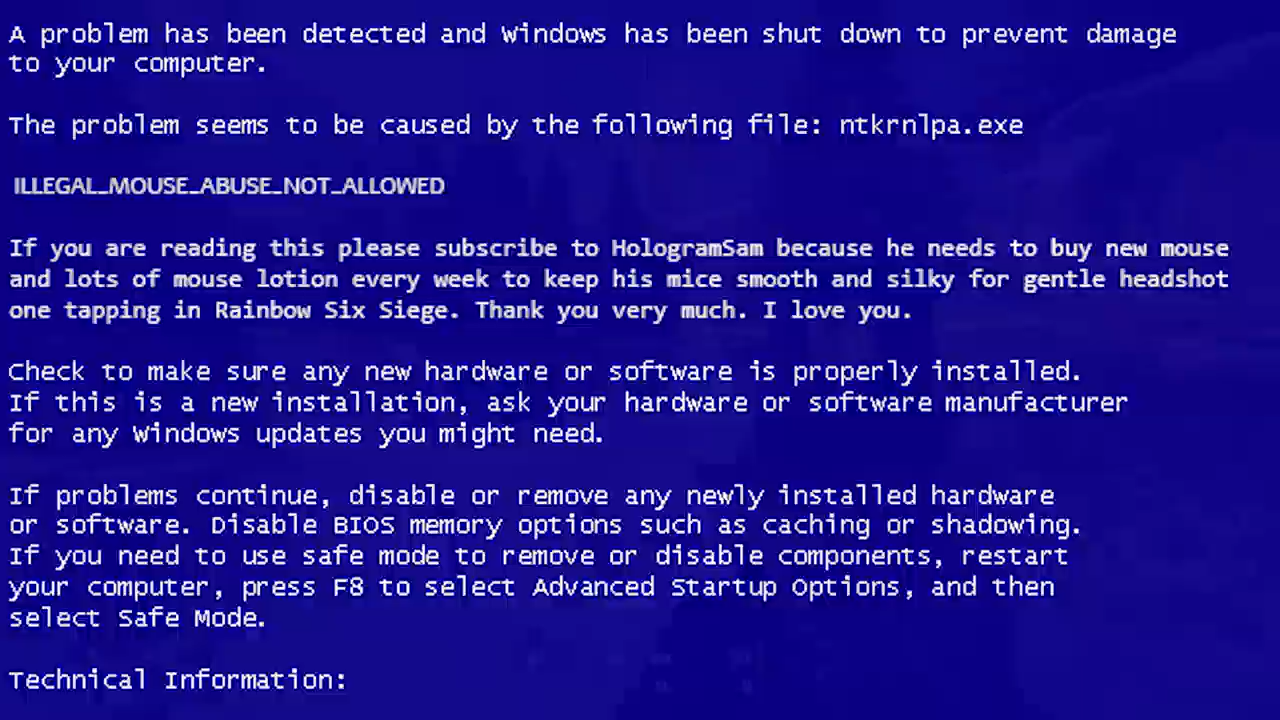 A problem has been detected and Windows has been shut down to prevent damage
to your computer.
The problem seems to be caused by the following file: ntkrnlpa.exe
ILLEGAL_MOUSE_ABUSE_NOT_ALLOWED
If you are reading this please subscribe to HologramSam because he needs to buy new mouse
and lots of mouse lotion every week to keep his mice smooth and silky for gentle headshot
one tapping in Rainbow Six Siege. Thank you very much. I love you.
Check to make sure any new hardware or software is properly installed.
If this is a new installation, ask your hardware or software manufacturer
for any Windows updates you might need.
If problems continue, disable or remove any newly installed hardware
or software. Disable BIOS memory options such as caching or shadowing.
If you need to use safe mode to remove or disable components, restart
your computer, press F8 to select Advanced Startup Options, and then
select Safe Mode.
Technical Information: